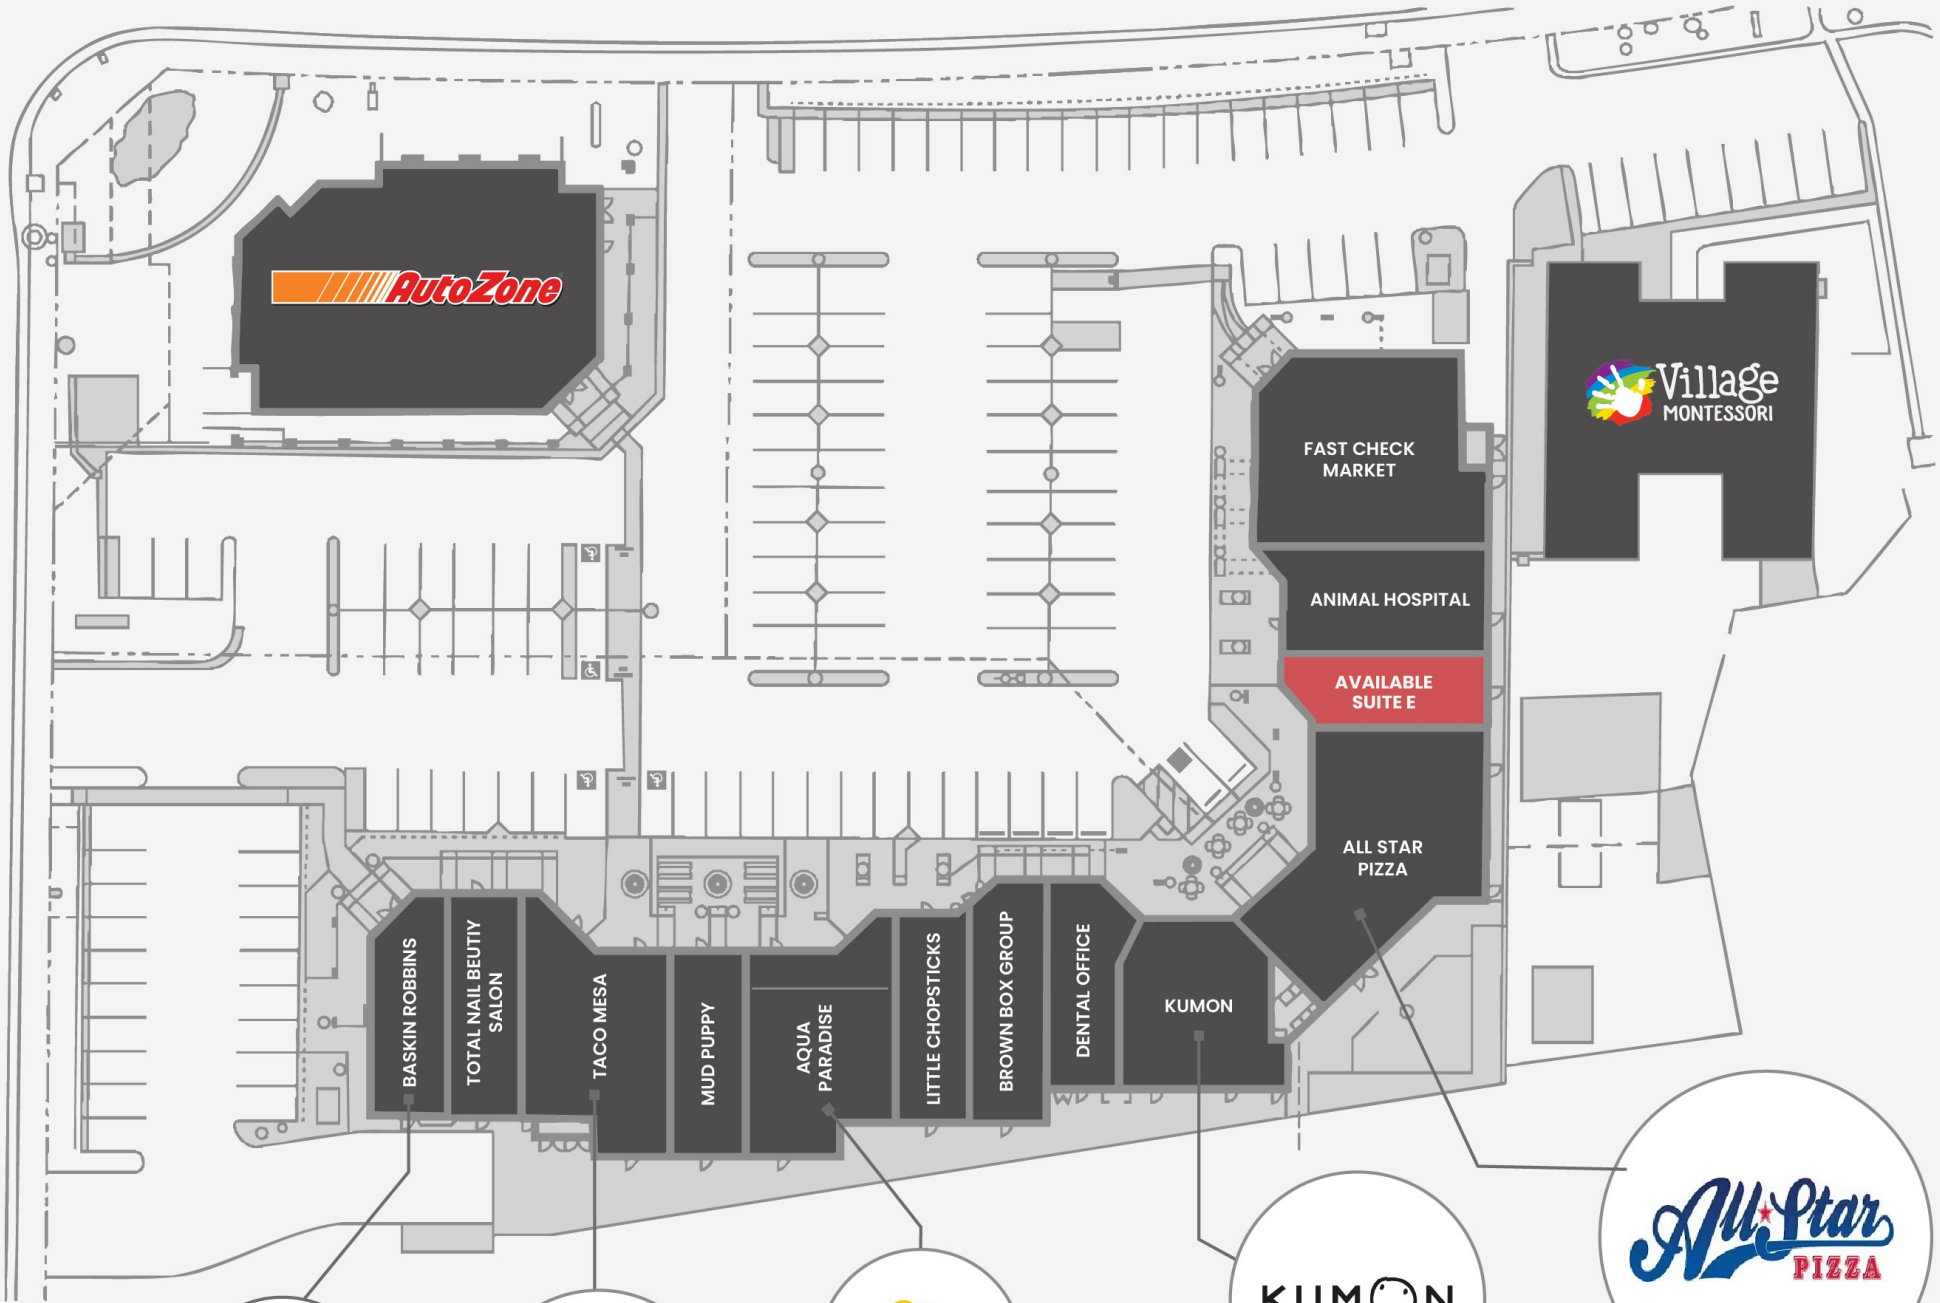 AutoZone
Village
MONTESSORI
FAST CHECK
MARKET
ANIMAL HOSPITAL
AVAILABLE
SUITE E
ALL STAR
PIZZA
BASKIN ROBBINS
TOTAL NAIL BEUTIY
SALON
TACO MESA
MUD PUPPY
AQUA
PARADISE
LITTLE CHOPSTICKS
BROWN BOX GROUP
DENTAL OFFICE
KUMON
All Star
PIZZA
KUMON